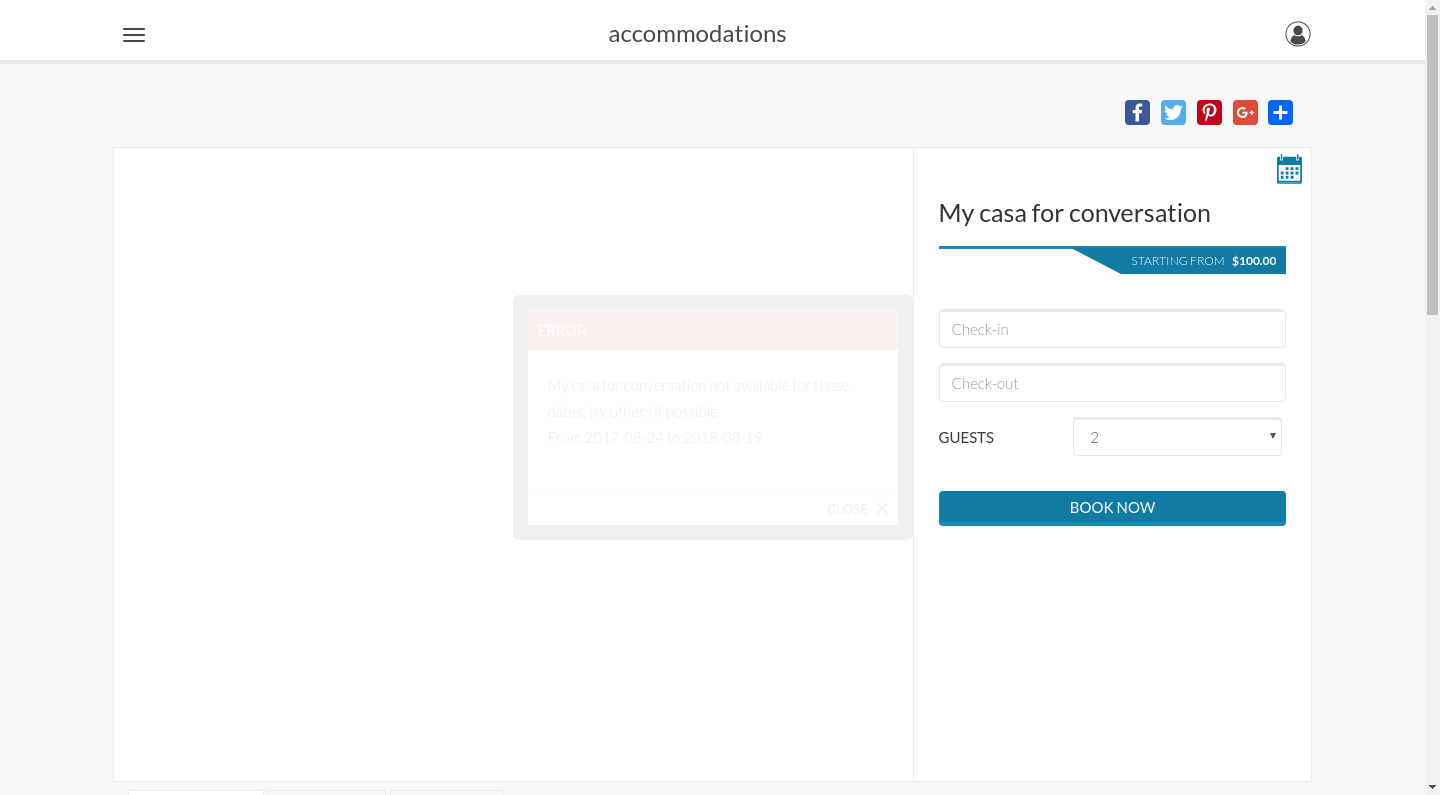 accommodations
My casa for conversation
STARTING FROM $100.00
ERROR
My casa for conversation not available for these
dates, try others if possible
From 2017-08-24 to 2018-08-19
CLOSE
Check-in
Check-out
GUESTS 2
BOOK NOW